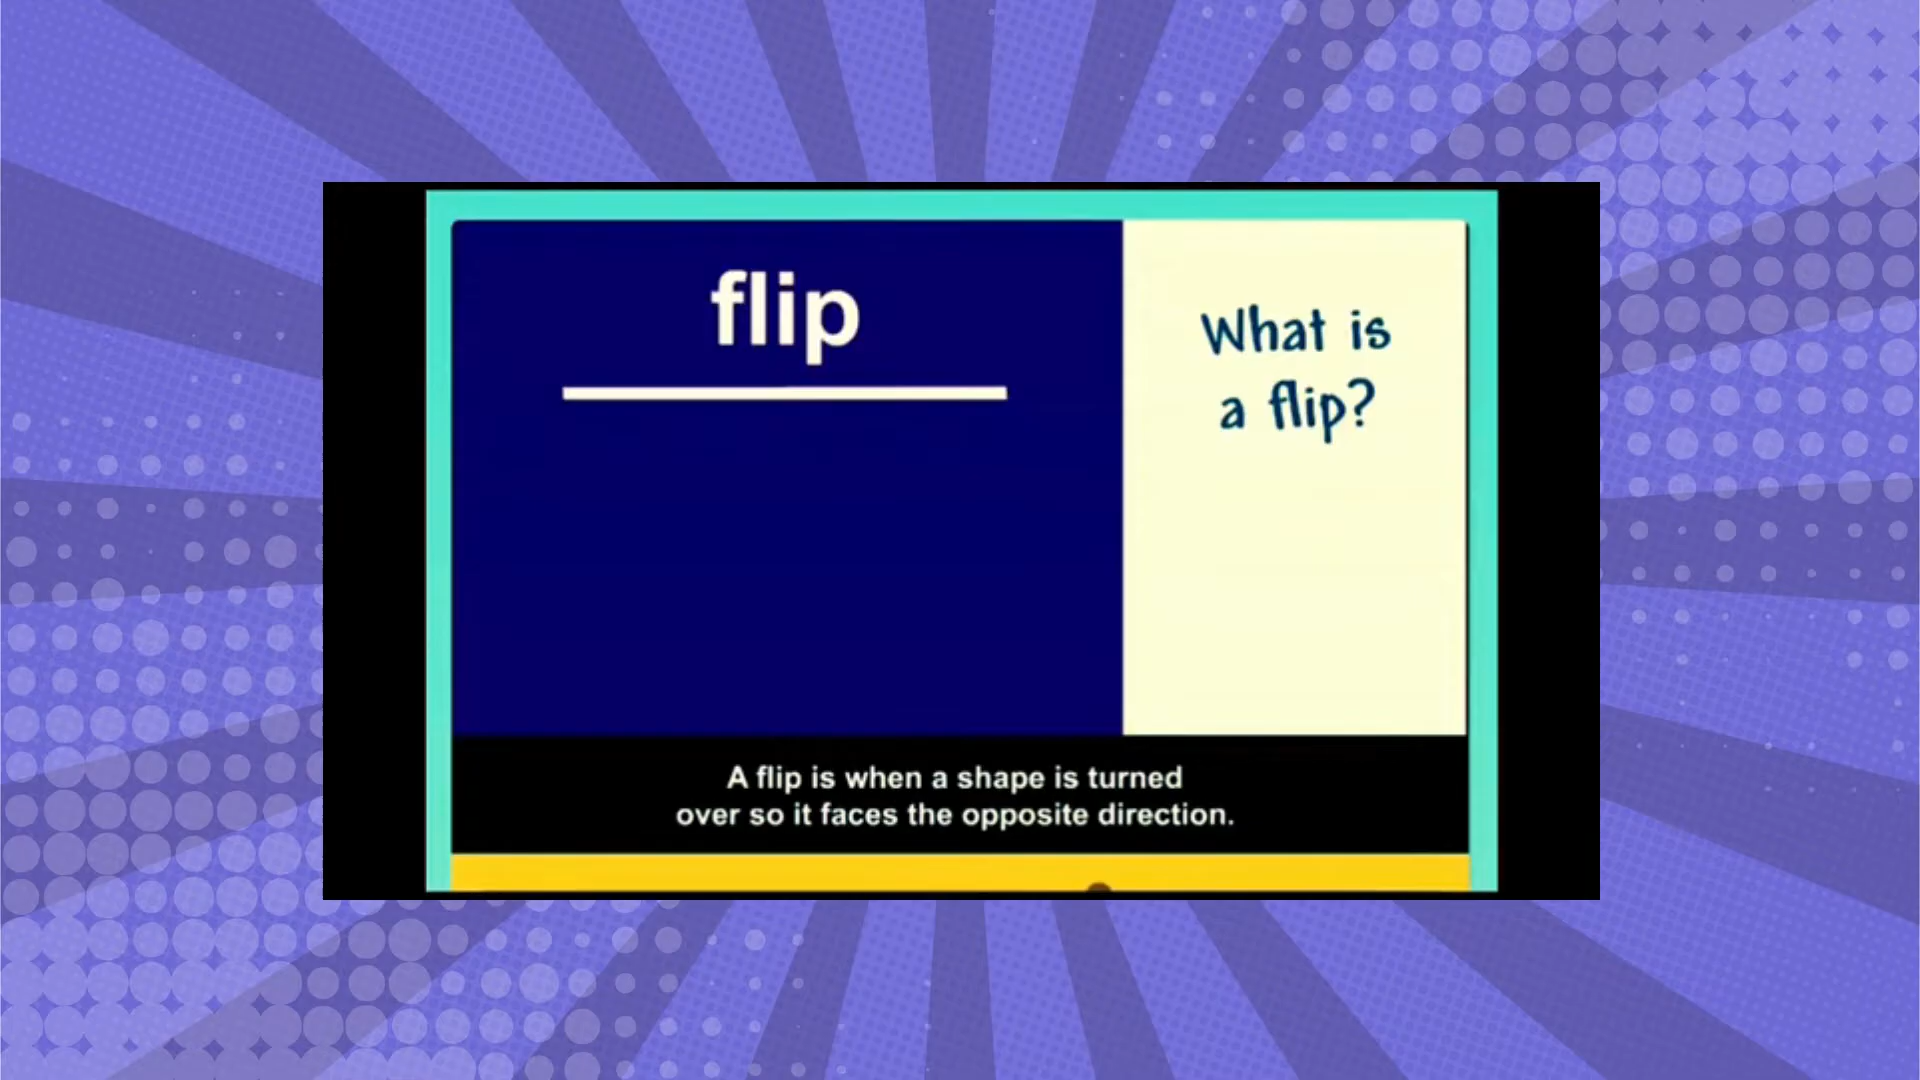 flip
What is
a flip?
A flip is when a shape is turned
over so it faces the opposite direction.